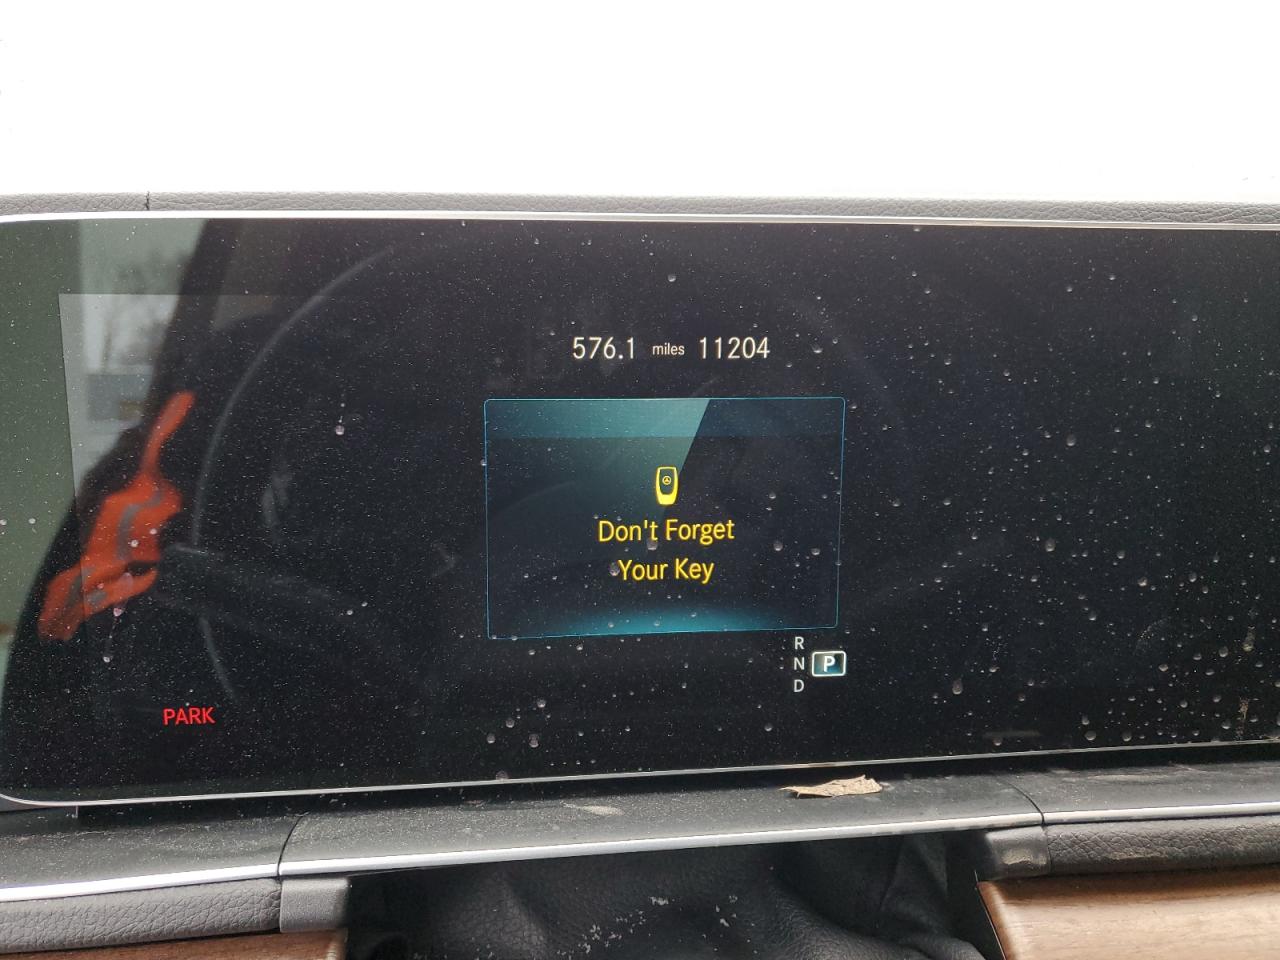 576.1 miles 11204
Don't Forget
Your Key
R
N P
D
PARK